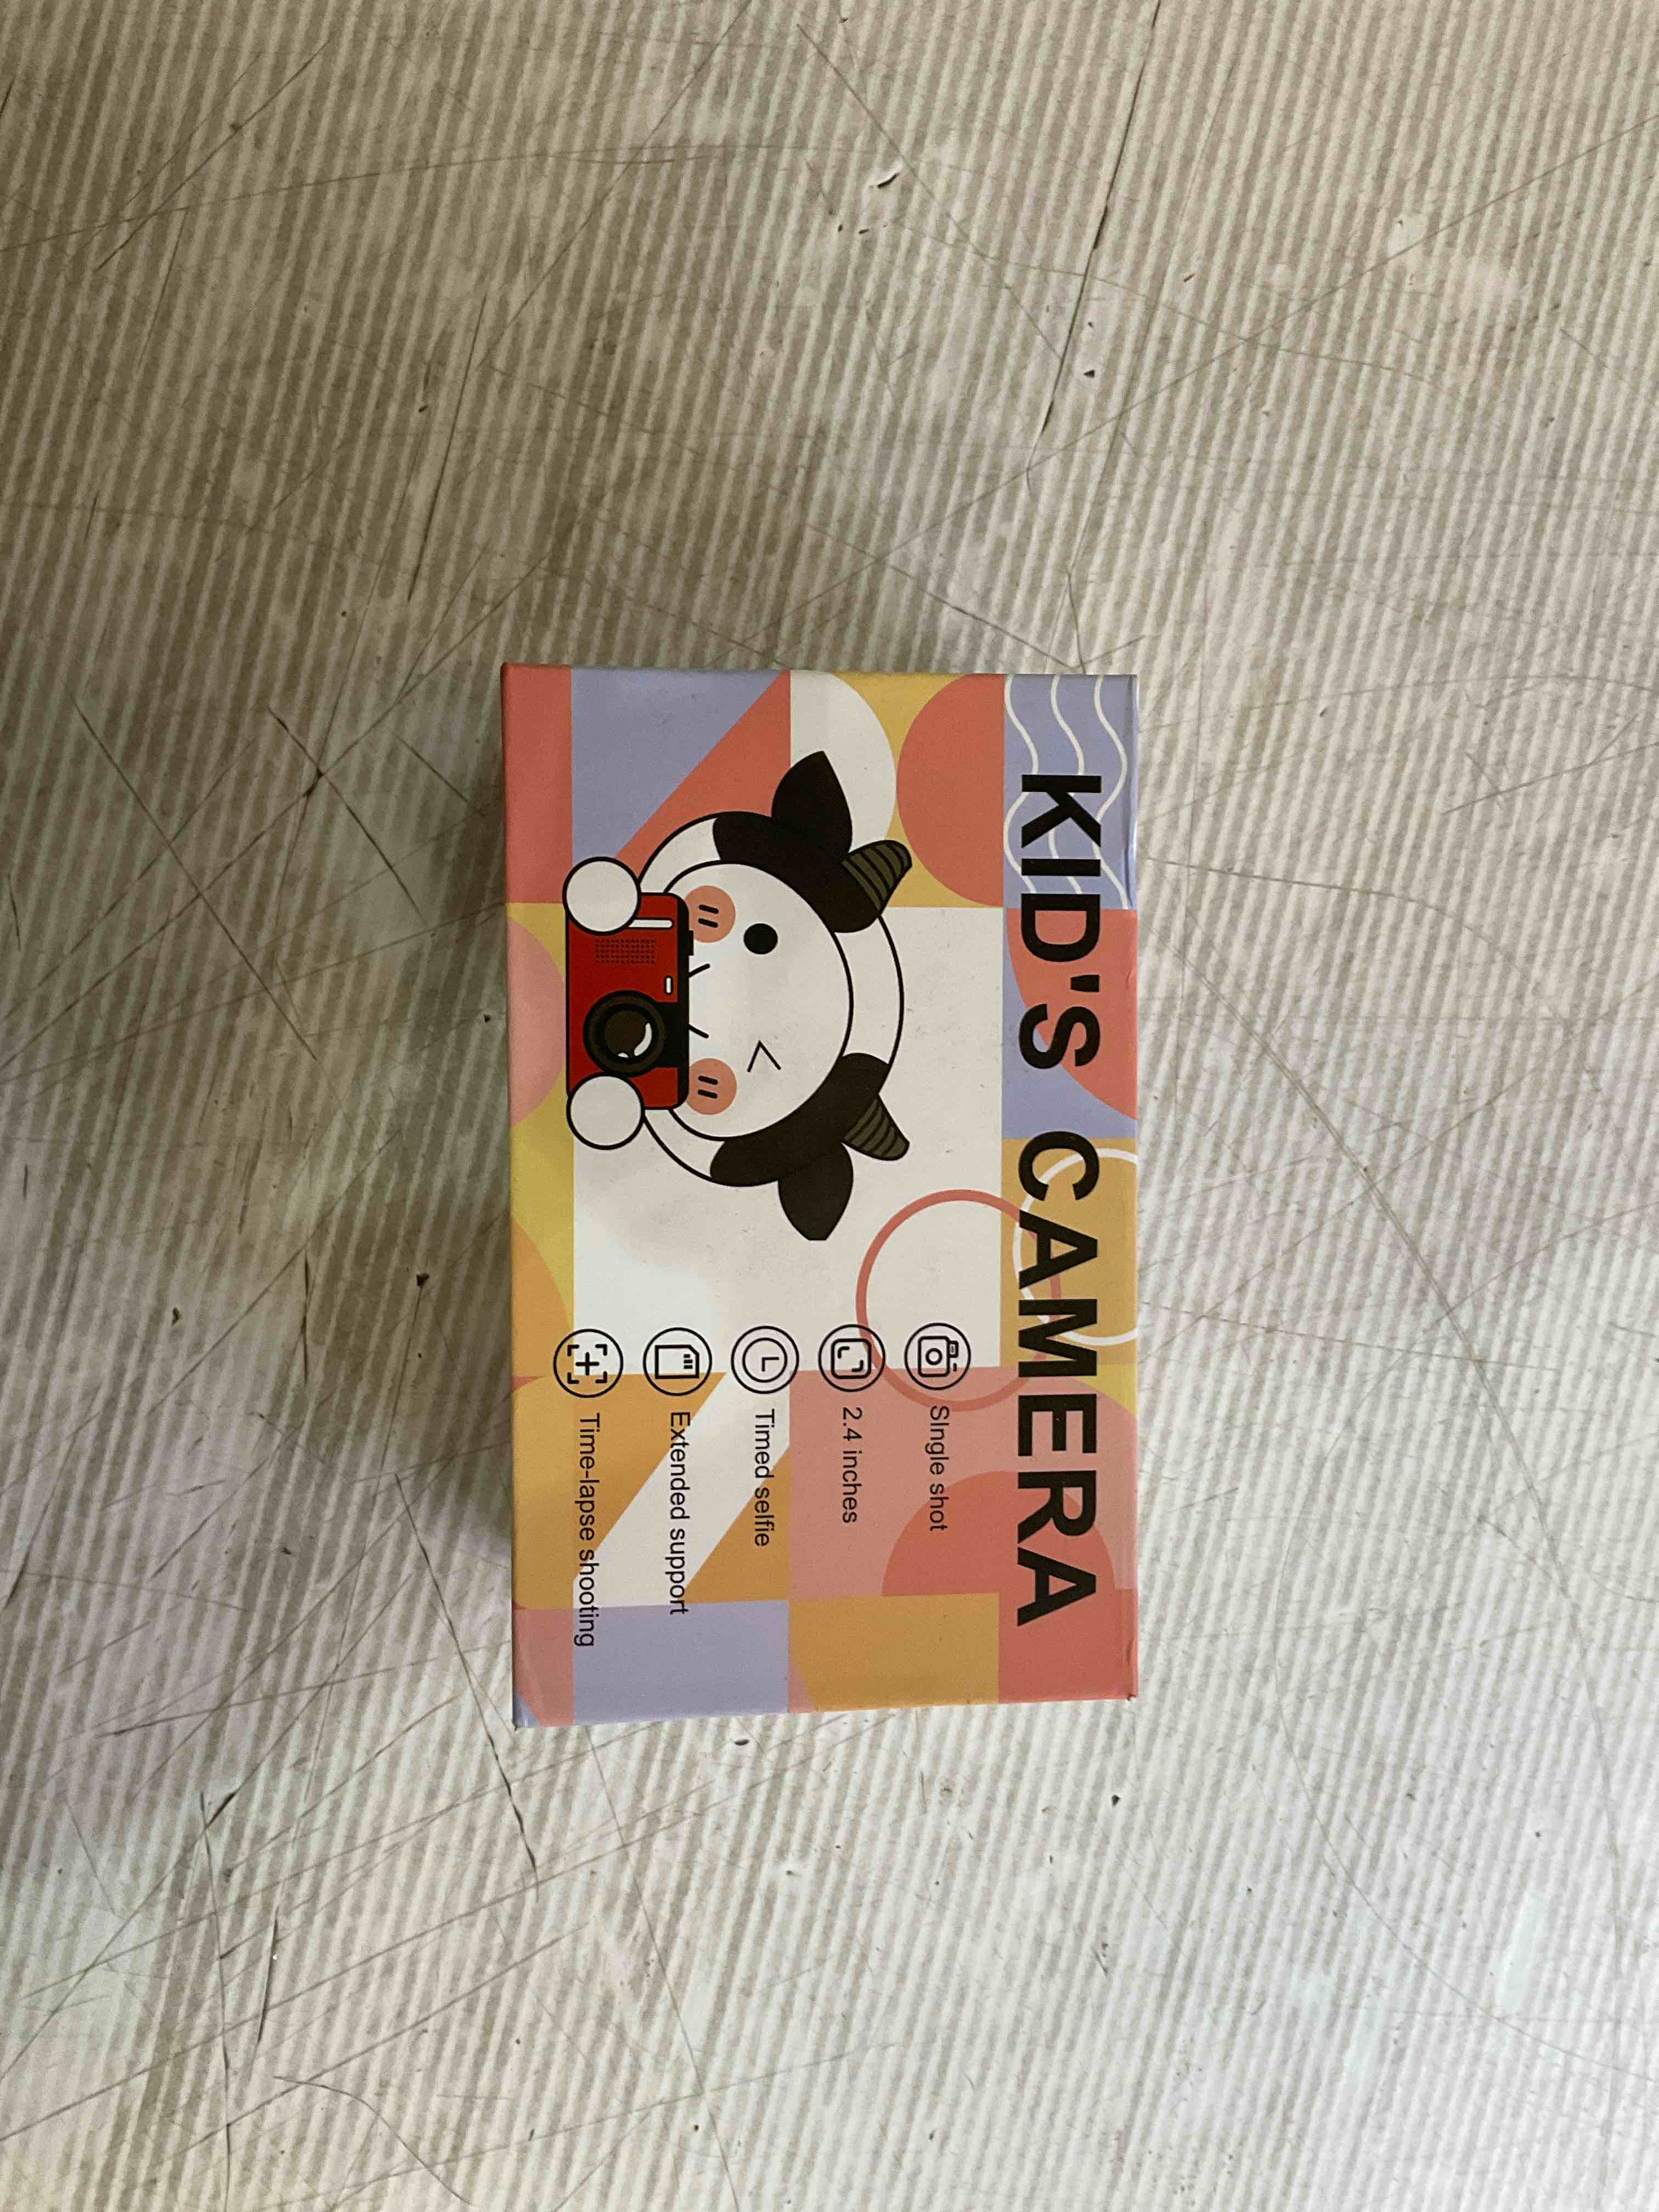 KID'S CAMERA
SIngle shot
2.4 inches
Timed selfie
Extended support
Time-lapse shooting